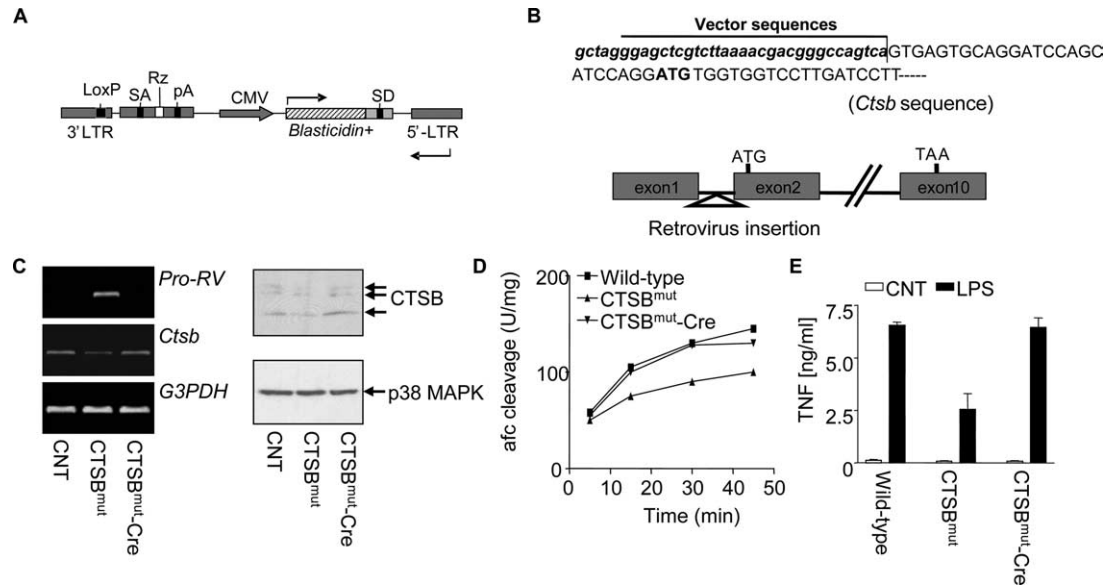 A
LoxP
SA
Rz
pA
CMV
SD
3' LTR
Blasticidin+
5'-LTR
B
Vector sequences
gctagggagctcgtcttaaaacgacgggccagtcaGTGAGTGCAGGATCCAGC
ATCCAGGATGTGGTGGTCCTTGATCCTT-----
(Ctsb sequence)
ATG
TAA
exon1
exon2
exon10
Retrovirus insertion
C
Pro-RV
Ctsb
G3PDH
CNT
CTSBmut
CTSBmut-Cre
CTSB
p38 MAPK
CNT
CTSBmut
CTSBmut-Cre
D
afc cleavage (U/mg)
200
100
0
Wild-type
CTSBmut
CTSBmut-Cre
0 10 20 30 40 50
Time (min)
E
CNT
LPS
TNF [ng/ml]
7.5
6.0
2.5
0
Wild-type
CTSBmut
CTSBmut-Cre